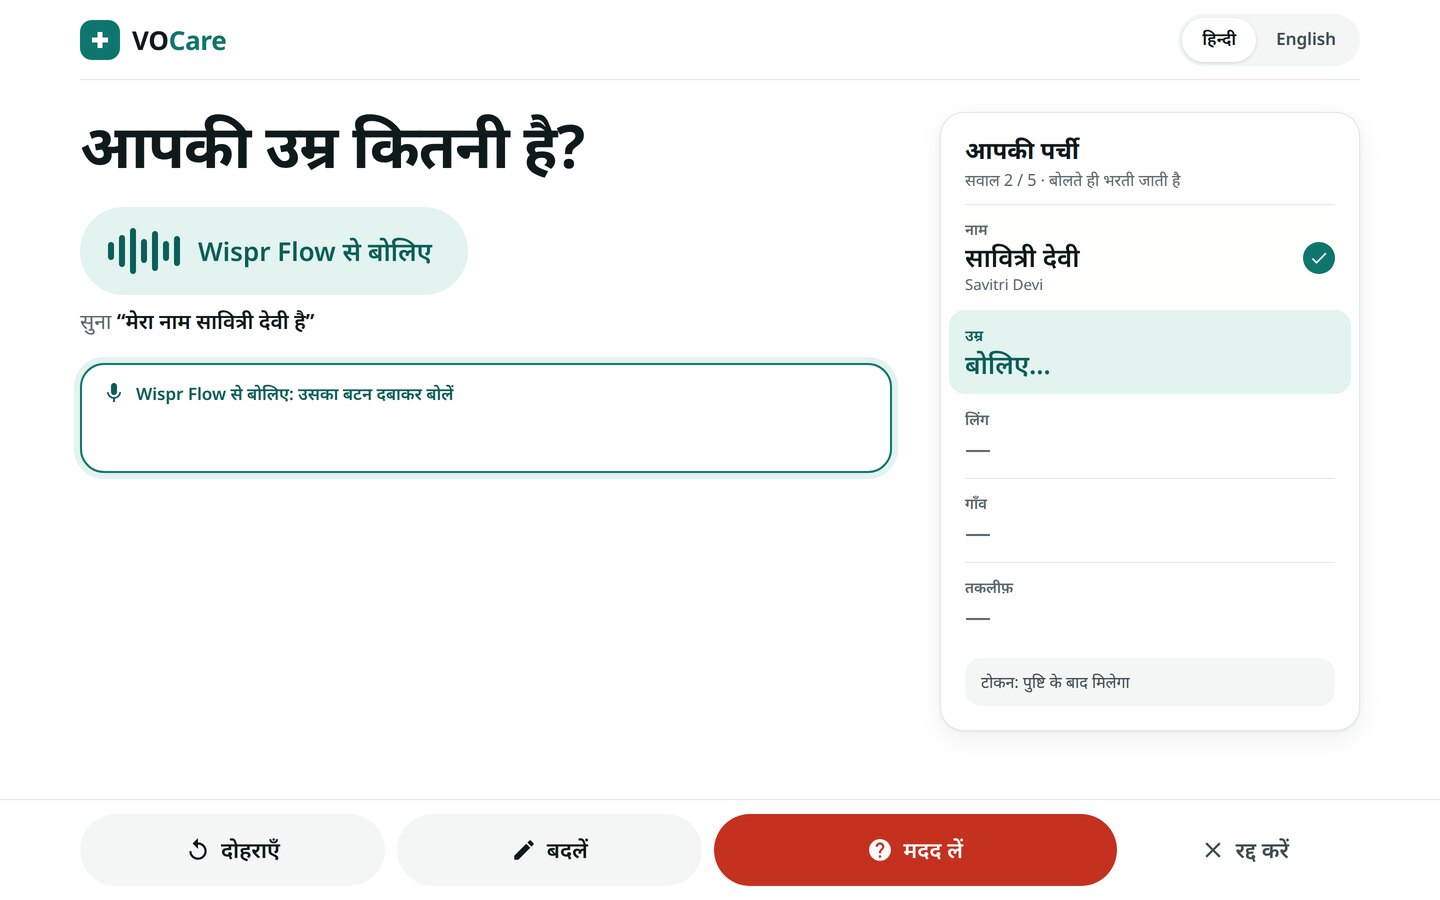 VOCare
हिन्दी
English
आपकी उम्र कितनी है?
Wispr Flow से बोलिए
सुना “मेरा नाम सावित्री देवी है”
Wispr Flow से बोलिए: उसका बटन दबाकर बोलें
आपकी पर्ची
सवाल 2 / 5 · बोलते ही भरती जाती है
नाम
सावित्री देवी
Savitri Devi
उम्र
बोलिए...
लिंग
—
गाँव
—
तकलीफ़
—
टोकन: पुष्टि के बाद मिलेगा
दोहराएँ
बदलें
मदद लें
रद्द करें